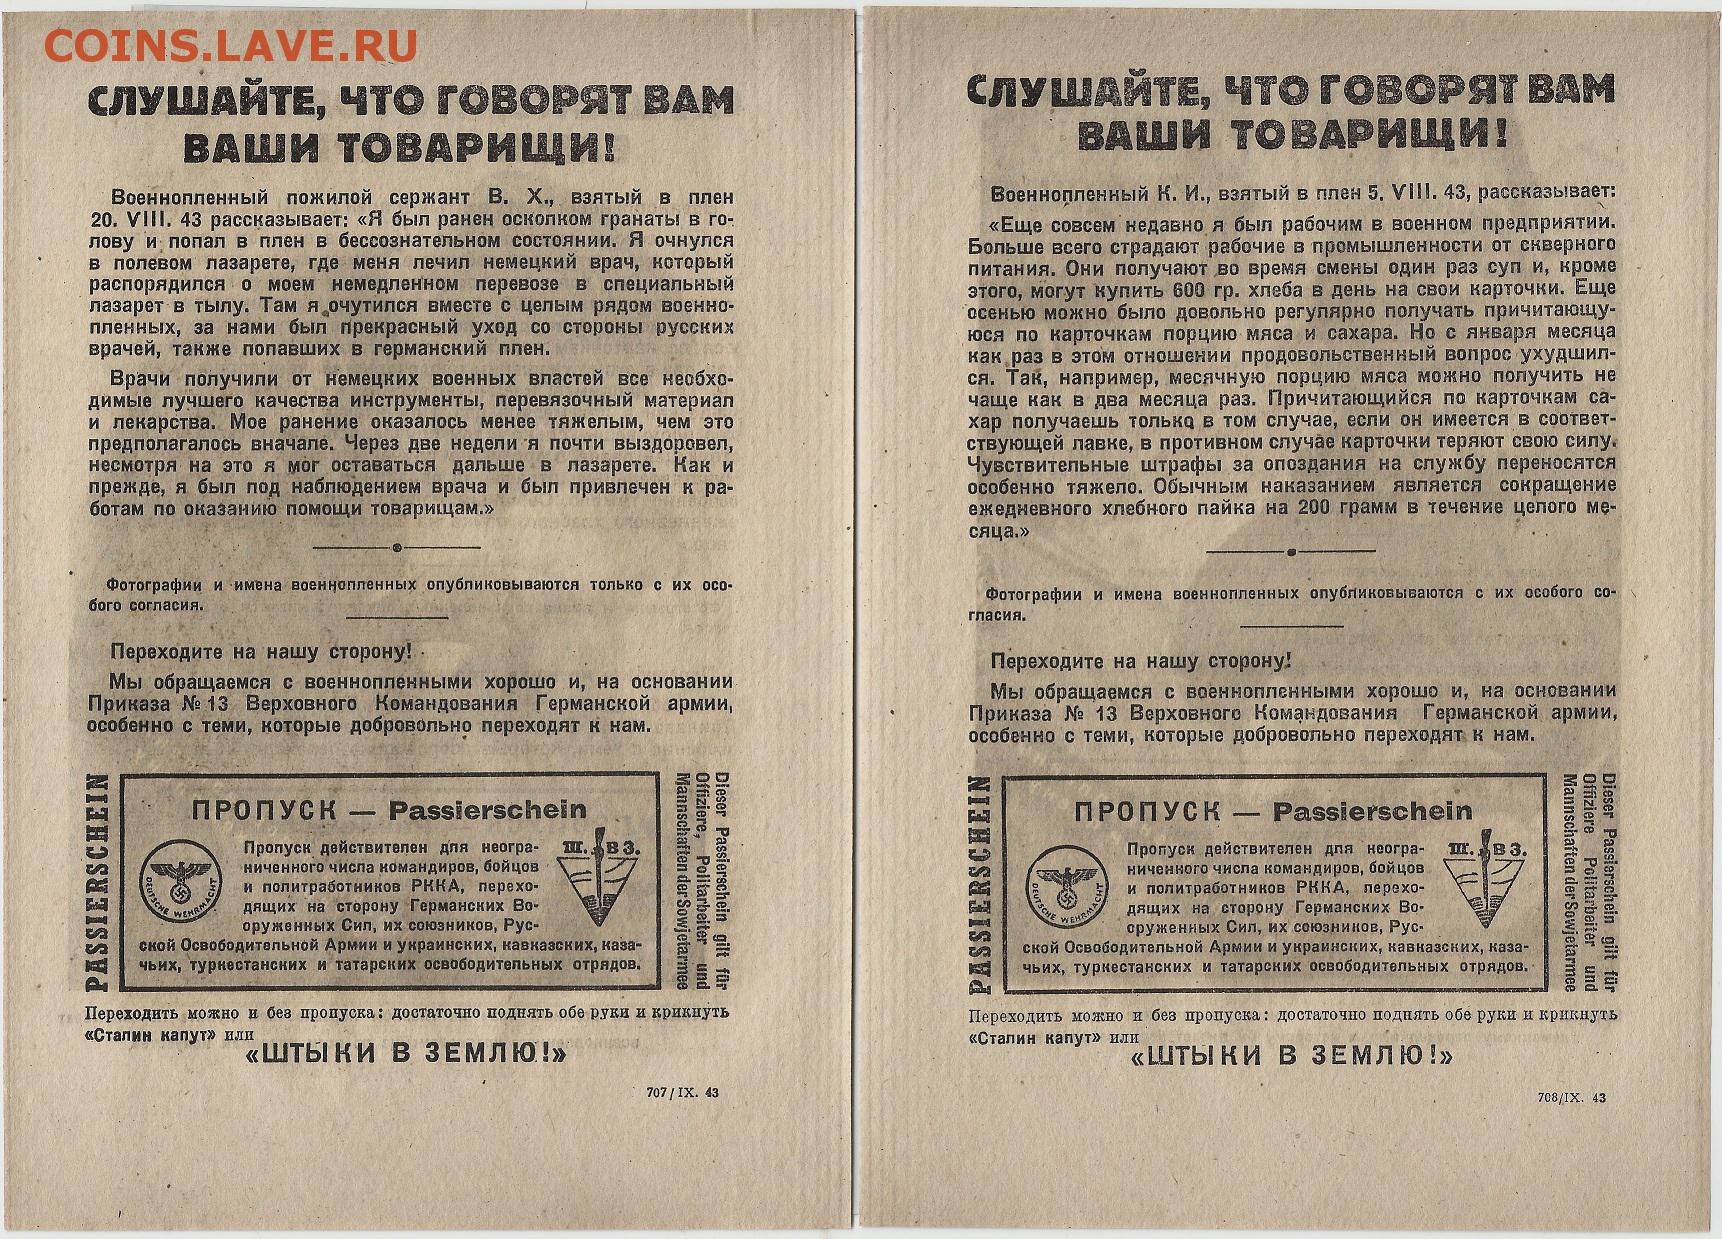 COINS.LAVE.RU
СЛУШАЙТЕ, ЧТО ГОВОРЯТ ВАМ
ВАШИ ТОВАРИЩИ!
Военнопленный пожилой сержант В. Х., взятый в плен
20. VIII. 43 рассказывает: «Я был ранен осколком гранаты в го-
лову и попал в плен в бессознательном состоянии. Я очнулся
в полевом лазарете, где меня лечил немецкий врач, который
распорядился о моем немедленном перевозе в специальный
лазарет в тылу. Там я очутился вместе с целым рядом военно-
пленных, за нами был прекрасный уход со стороны русских
врачей, также попавших в германский плен.
Врачи получили от немецких военных властей все необхо-
димые лучшего качества инструменты, перевязочный материал
и лекарства. Мое ранение оказалось менее тяжелым, чем это
предполагалось вначале. Через две недели я почти выздоровел,
несмотря на это я мог оставаться дальше в лазарете. Как и
прежде, я был под наблюдением врача и был привлечен к ра-
ботам по оказанию помощи товарищам.»
Фотографии и имена военнопленных опубликовываются только с их осо-
бого согласия.
Переходите на нашу сторону!
Мы обращаемся с военнопленными хорошо и, на основании
Приказа № 13 Верховного Командования Германской армии,
особенно с теми, которые добровольно переходят к нам.
PASSIERSCHEIN
ПРОПУСК — Passierschein
DEUTSCHE WEHRMACHT
Пропуск действителен для неогра-
ниченного числа командиров, бойцов
и политработников РККА, перехо-
дящих на сторону Германских Во-
оруженных Сил, их союзников, Рус-
ской Освободительной Армии и украинских, кавказских, каза-
чьих, туркестанских и татарских освободительных отрядов.
Ш. В З.
Dieser Passierschein gilt für
Offiziere, Politarbeiter und
Mannschaften der Sowjetarmee
Переходить можно и без пропуска: достаточно поднять обе руки и крикнуть
«Сталин капут» или
«ШТЫКИ В ЗЕМЛЮ!»
707/IX. 43
СЛУШАЙТЕ, ЧТО ГОВОРЯТ ВАМ
ВАШИ ТОВАРИЩИ!
Военнопленный К. И., взятый в плен 5. VIII. 43, рассказывает:
«Еще совсем недавно я был рабочим в военном предприятии.
Больше всего страдают рабочие в промышленности от скверного
питания. Они получают во время смены один раз суп и, кроме
этого, могут купить 600 гр. хлеба в день на свои карточки. Еще
осенью можно было довольно регулярно получать причитающу-
юся по карточкам порцию мяса и сахара. Но с января месяца
как раз в этом отношении продовольственный вопрос ухудшил-
ся. Так, например, месячную порцию мяса можно получить не
чаще как в два месяца раз. Причитающийся по карточкам са-
хар получаешь только в том случае, если он имеется в соответ-
ствующей лавке, в противном случае карточки теряют свою силу.
Чувствительные штрафы за опоздания на службу переносятся
особенно тяжело. Обычным наказанием является сокращение
ежедневного хлебного пайка на 200 грамм в течение целого ме-
сяца.»
Фотографии и имена военнопленных опубликовываются с их особого со-
гласия.
Переходите на нашу сторону!
Мы обращаемся с военнопленными хорошо и, на основании
Приказа № 13 Верховного Командования Германской армии,
особенно с теми, которые добровольно переходят к нам.
PASSIERSCHEIN
ПРОПУСК — Passierschein
DEUTSCHE WEHRMACHT
Пропуск действителен для неогра-
ниченного числа командиров, бойцов
и политработников РККА, перехо-
дящих на сторону Германских Во-
оруженных Сил, их союзников, Рус-
ской Освободительной Армии и украинских, кавказских, каза-
чьих, туркестанских и татарских освободительных отрядов.
Ш. В З.
Dieser Passierschein gilt für
Offiziere Politarbeiter und
Mannschaften der Sowjetarmee
Переходить можно и без пропуска: достаточно поднять обе руки и крикнуть
«Сталин капут» или
«ШТЫКИ В ЗЕМЛЮ!»
708/IX. 43